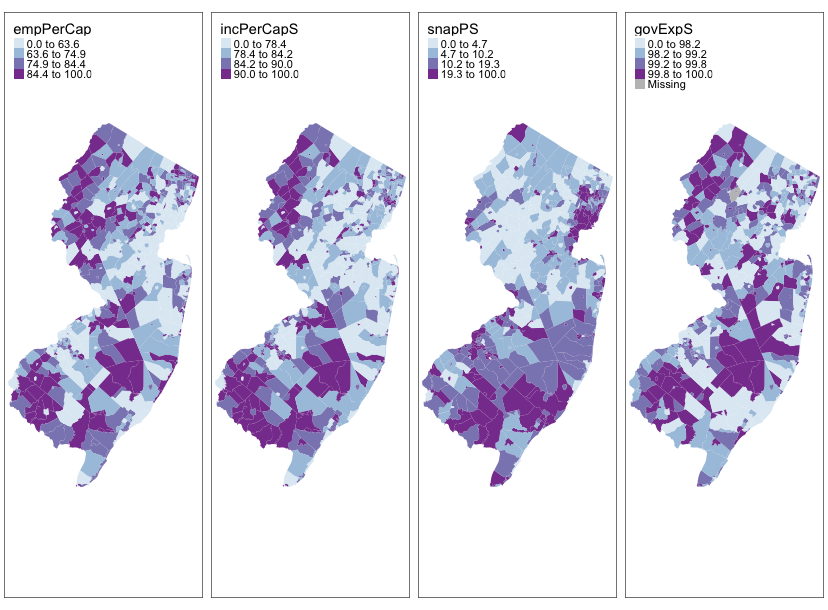 empPerCap
0.0 to 63.6
63.6 to 74.9
74.9 to 84.4
84.4 to 100.0
incPerCapS
0.0 to 78.4
78.4 to 84.2
84.2 to 90.0
90.0 to 100.0
snapPS
0.0 to 4.7
4.7 to 10.2
10.2 to 19.3
19.3 to 100.0
govExpS
0.0 to 98.2
98.2 to 99.2
99.2 to 99.8
99.8 to 100.0
Missing